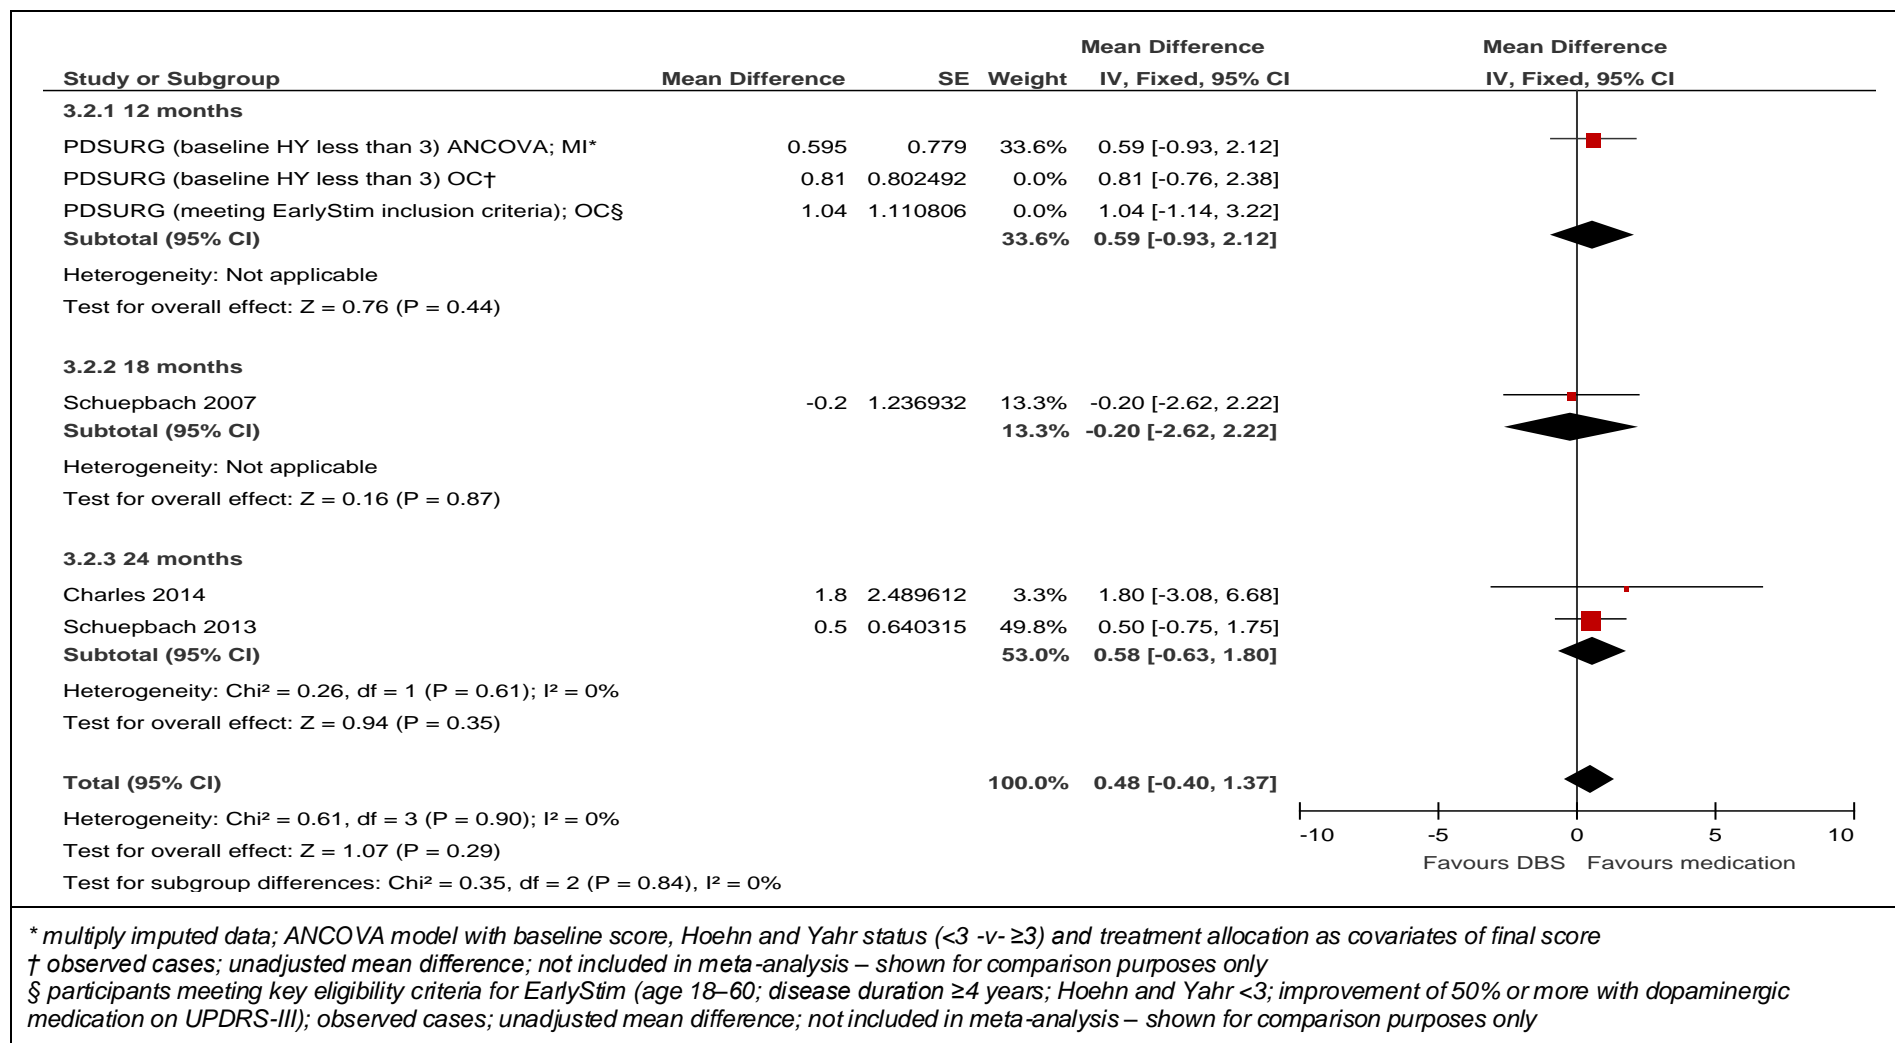 Mean Difference Mean Difference
Study or Subgroup Mean Difference SE Weight IV, Fixed, 95% CI IV, Fixed, 95% CI
3.2.1 12 months
PDSURG (baseline HY less than 3) ANCOVA; MI* 0.595 0.779 33.6% 0.59 [-0.93, 2.12]
PDSURG (baseline HY less than 3) OC† 0.81 0.802492 0.0% 0.81 [-0.76, 2.38]
PDSURG (meeting EarlyStim inclusion criteria); OC§ 1.04 1.110806 0.0% 1.04 [-1.14, 3.22]
Subtotal (95% CI) 33.6% 0.59 [-0.93, 2.12]
Heterogeneity: Not applicable
Test for overall effect: Z = 0.76 (P = 0.44)
3.2.2 18 months
Schuepbach 2007 -0.2 1.236932 13.3% -0.20 [-2.62, 2.22]
Subtotal (95% CI) 13.3% -0.20 [-2.62, 2.22]
Heterogeneity: Not applicable
Test for overall effect: Z = 0.16 (P = 0.87)
3.2.3 24 months
Charles 2014 1.8 2.489612 3.3% 1.80 [-3.08, 6.68]
Schuepbach 2013 0.5 0.640315 49.8% 0.50 [-0.75, 1.75]
Subtotal (95% CI) 53.0% 0.58 [-0.63, 1.80]
Heterogeneity: Chi² = 0.26, df = 1 (P = 0.61); I² = 0%
Test for overall effect: Z = 0.94 (P = 0.35)
Total (95% CI) 100.0% 0.48 [-0.40, 1.37]
Heterogeneity: Chi² = 0.61, df = 3 (P = 0.90); I² = 0%
Test for overall effect: Z = 1.07 (P = 0.29)
Test for subgroup differences: Chi² = 0.35, df = 2 (P = 0.84), I² = 0%
-10 -5 0 5 10
Favours DBS Favours medication
* multiply imputed data; ANCOVA model with baseline score, Hoehn and Yahr status (<3 -v- ≥3) and treatment allocation as covariates of final score
† observed cases; unadjusted mean difference; not included in meta-analysis – shown for comparison purposes only
§ participants meeting key eligibility criteria for EarlyStim (age 18–60; disease duration ≥4 years; Hoehn and Yahr <3; improvement of 50% or more with dopaminergic
medication on UPDRS-III); observed cases; unadjusted mean difference; not included in meta-analysis – shown for comparison purposes only